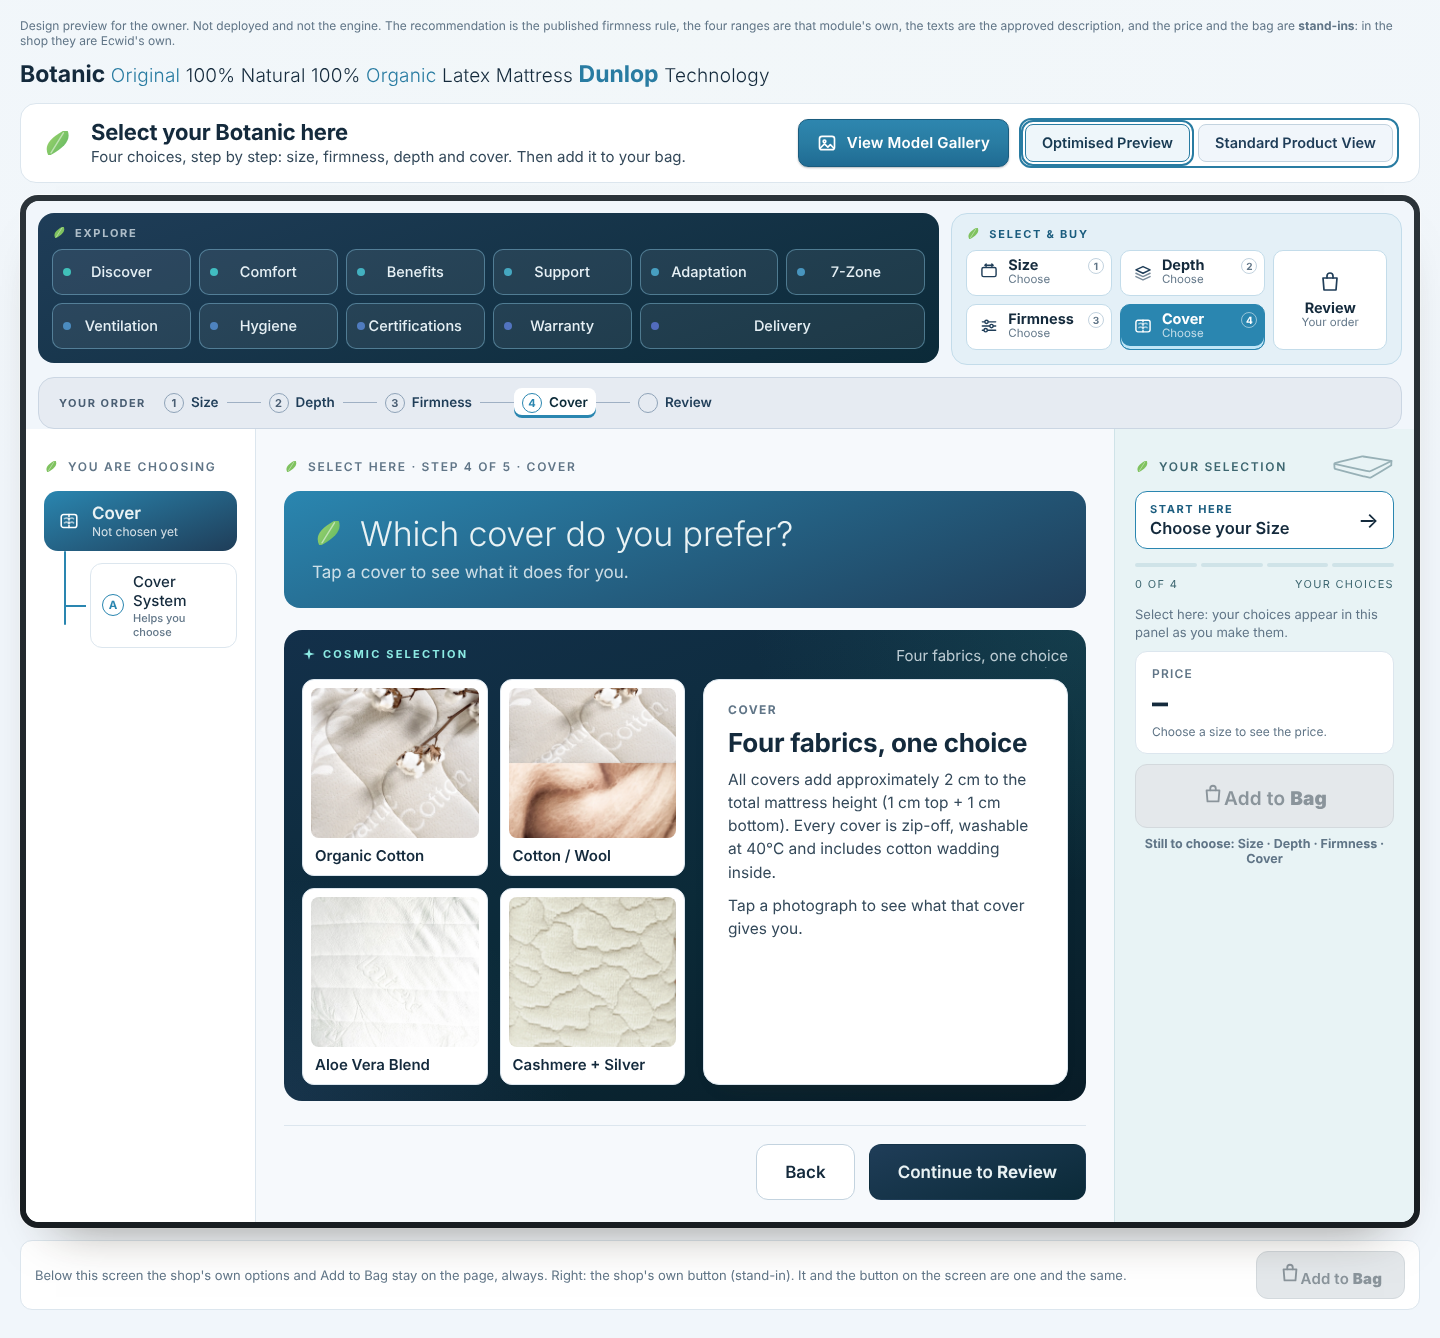 Design preview for the owner. Not deployed and not the engine. The recommendation is the published firmness rule, the four ranges are that module's own, the texts are the approved description, and the price and the bag are stand-ins: in the
shop they are Ecwid's own.
Botanic Original 100% Natural 100% Organic Latex Mattress Dunlop Technology
Select your Botanic here
Four choices, step by step: size, firmness, depth and cover. Then add it to your bag.
View Model Gallery
Optimised Preview
Standard Product View
EXPLORE
Discover
Comfort
Benefits
Support
Adaptation
7-Zone
Ventilation
Hygiene
Certifications
Warranty
Delivery
SELECT & BUY
Size
Choose
1
Depth
Choose
2
Firmness
Choose
3
Cover
Choose
4
Review
Your order
YOUR ORDER
1 Size
2 Depth
3 Firmness
4 Cover
Review
YOU ARE CHOOSING
Cover
Not chosen yet
A
Cover
System
Helps you
choose
SELECT HERE · STEP 4 OF 5 · COVER
Which cover do you prefer?
Tap a cover to see what it does for you.
COSMIC SELECTION
Four fabrics, one choice
Organic Cotton
Cotton / Wool
Aloe Vera Blend
Cashmere + Silver
COVER
Four fabrics, one choice
All covers add approximately 2 cm to the
total mattress height (1 cm top + 1 cm
bottom). Every cover is zip-off, washable
at 40°C and includes cotton wadding
inside.
Tap a photograph to see what that cover
gives you.
Back
Continue to Review
YOUR SELECTION
START HERE
Choose your Size
0 OF 4
YOUR CHOICES
Select here: your choices appear in this
panel as you make them.
PRICE
–
Choose a size to see the price.
Add to Bag
Still to choose: Size · Depth · Firmness ·
Cover
Below this screen the shop's own options and Add to Bag stay on the page, always. Right: the shop's own button (stand-in). It and the button on the screen are one and the same.
Add to Bag